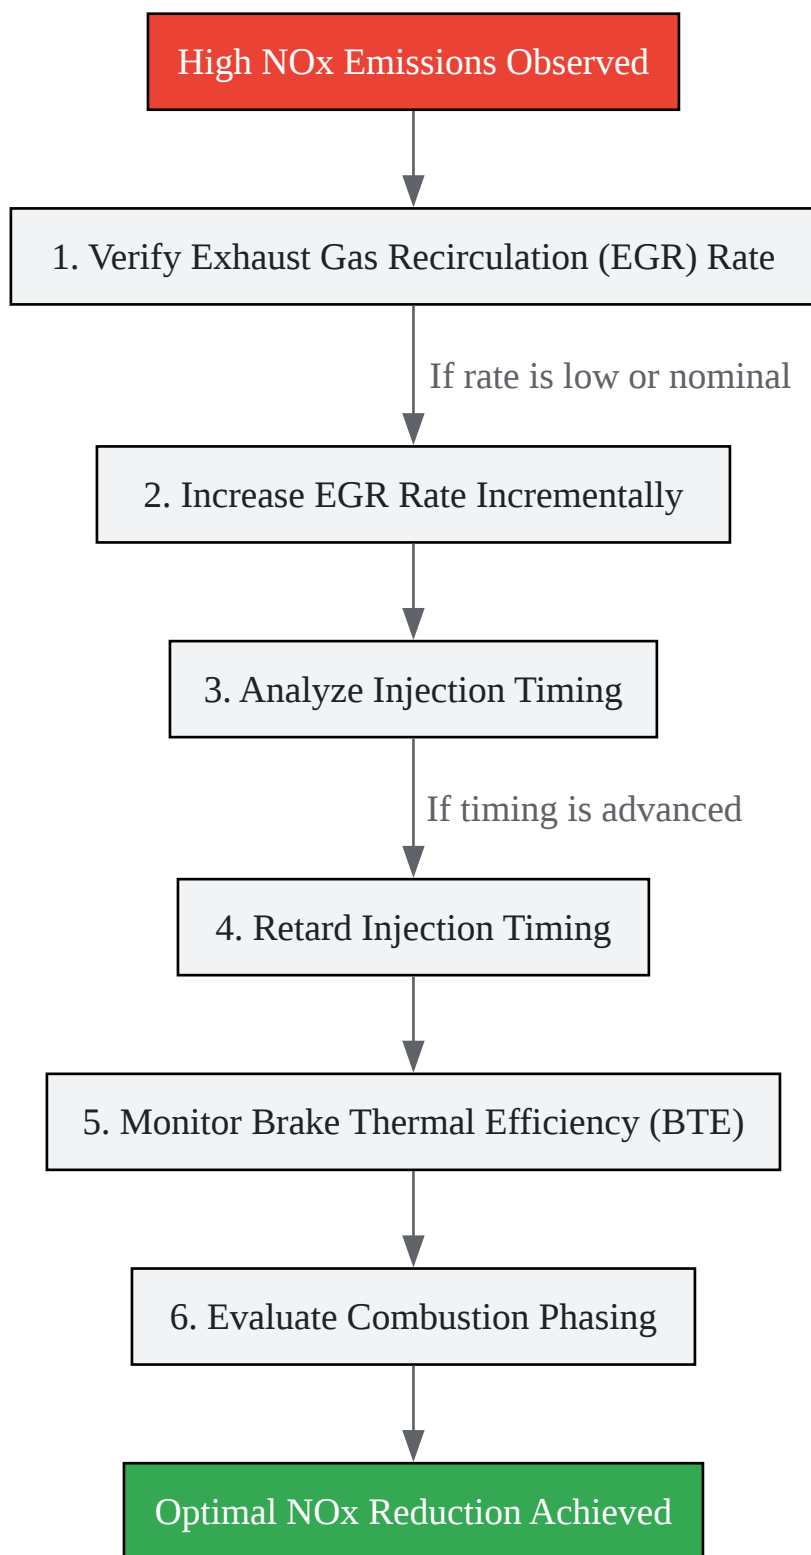 High NOx Emissions Observed
1. Verify Exhaust Gas Recirculation (EGR) Rate
If rate is low or nominal
2. Increase EGR Rate Incrementally
3. Analyze Injection Timing
If timing is advanced
4. Retard Injection Timing
5. Monitor Brake Thermal Efficiency (BTE)
6. Evaluate Combustion Phasing
Optimal NOx Reduction Achieved